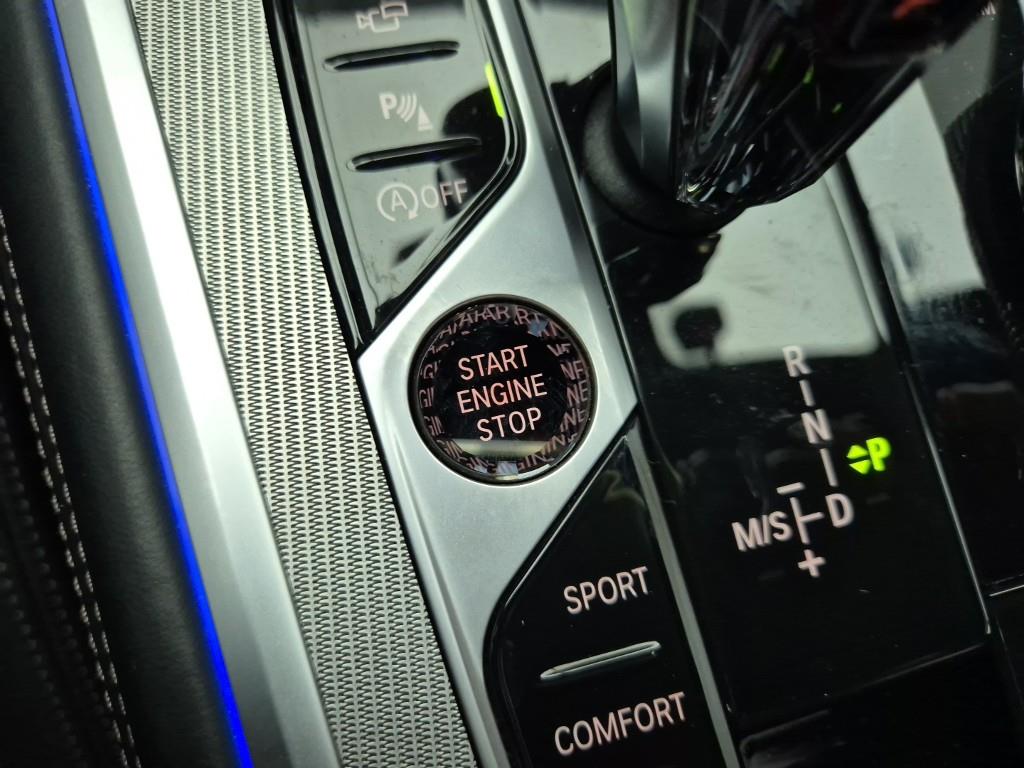 P
A OFF
START
ENGINE
STOP
R
N
P
M/S
D
−
+
SPORT
COMFORT
M